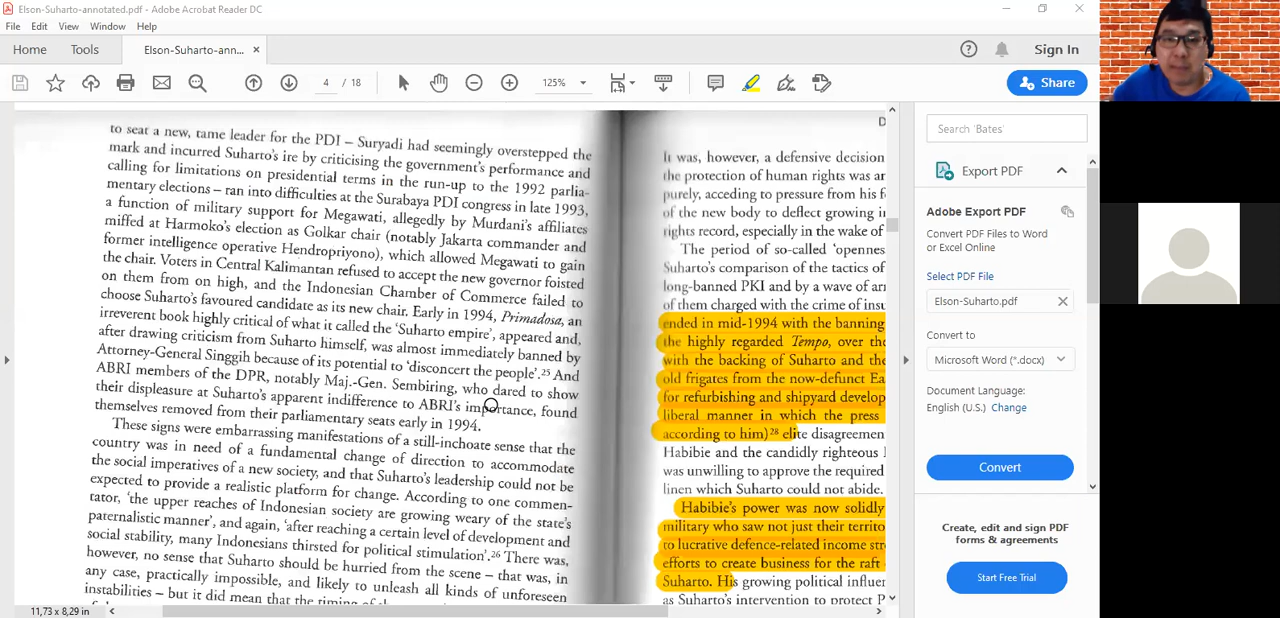 Elson-Suharto-annotated.pdf - Adobe Acrobat Reader DC
File Edit View Window Help
Home Tools Elson-Suharto-ann... × Sign In
4 / 18 125% Share
to seat a new, tame leader for the PDI – Suryadi had seemingly overstepped the
mark and incurred Suharto's ire by criticising the government's performance and
calling for limitations on presidential terms in the run-up to the 1992 parlia-
mentary elections – ran into difficulties at the Surabaya PDI congress in late 1993,
a function of military support for Megawati, allegedly by Murdani's affiliates
miffed at Harmoko's election as Golkar chair (notably Jakarta commander and
former intelligence operative Hendropriyono), which allowed Megawati to gain
the chair. Voters in Central Kalimantan refused to accept the new governor foisted
on them from on high, and the Indonesian Chamber of Commerce failed to
choose Suharto's favoured candidate as its new chair. Early in 1994, Primadosa, an
irreverent book highly critical of what it called the 'Suharto empire', appeared and,
after drawing criticism from Suharto himself, was almost immediately banned by
Attorney-General Singgih because of its potential to 'disconcert the people'.25 And
ABRI members of the DPR, notably Maj.-Gen. Sembiring, who dared to show
their displeasure at Suharto's apparent indifference to ABRI's importance, found
themselves removed from their parliamentary seats early in 1994.
These signs were embarrassing manifestations of a still-inchoate sense that the
country was in need of a fundamental change of direction to accommodate
the social imperatives of a new society, and that Suharto's leadership could not be
expected to provide a realistic platform for change. According to one commen-
tator, 'the upper reaches of Indonesian society are growing weary of the state's
paternalistic manner', and again, 'after reaching a certain level of development and
social stability, many Indonesians thirsted for political stimulation'.26 There was,
however, no sense that Suharto should be hurried from the scene – that was, in
any case, practically impossible, and likely to unleash all kinds of unforeseen
instabilities – but it did mean that the timing of
D
It was, however, a defensive decision
the protection of human rights was ar
purely, acceding to pressure from his f
of the new body to deflect growing i
rights record, especially in the wake of
The period of so-called 'opennes
Suharto's comparison of the tactics of
long-banned PKI and by a wave of arr
of them charged with the crime of insu
ended in mid-1994 with the banning
the highly regarded Tempo, over the
with the backing of Suharto and the
old frigates from the now-defunct Ea
for refurbishing and shipyard develop
liberal manner in which the press
according to him)28 elite disagreemen
Habibie and the candidly righteous
was unwilling to approve the required
linen which Suharto could not abide.
Habibie's power was now solidly
military who saw not just their territo
to lucrative defence-related income str
efforts to create business for the raft
Suharto. His growing political influen
as Suharto's intervention to protect P
11,73 x 8,29 in
Search 'Bates'
Export PDF
Adobe Export PDF
Convert PDF Files to Word
or Excel Online
Select PDF File
Elson-Suharto.pdf ×
Convert to
Microsoft Word (*.docx)
Document Language:
English (U.S.) Change
Convert
Create, edit and sign PDF
forms & agreements
Start Free Trial